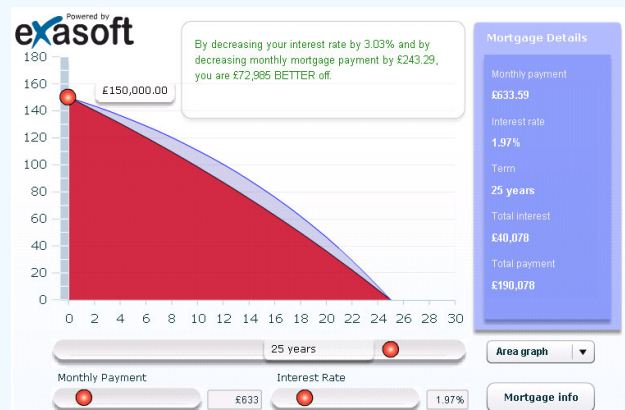 Powered by
exasoft
By decreasing your interest rate by 3.03% and by
decreasing monthly mortgage payment by £243.29,
you are £72,985 BETTER off.
180
160
140
120
100
80
60
40
20
0
£150,000.00
0 2 4 6 8 10 12 14 16 18 20 22 24 26 28 30
25 years
Monthly Payment
£633
Interest Rate
1.97%
Mortgage Details
Monthly payment
£633.59
Interest rate
1.97%
Term
25 years
Total interest
£40,078
Total payment
£190,078
Area graph
Mortgage info